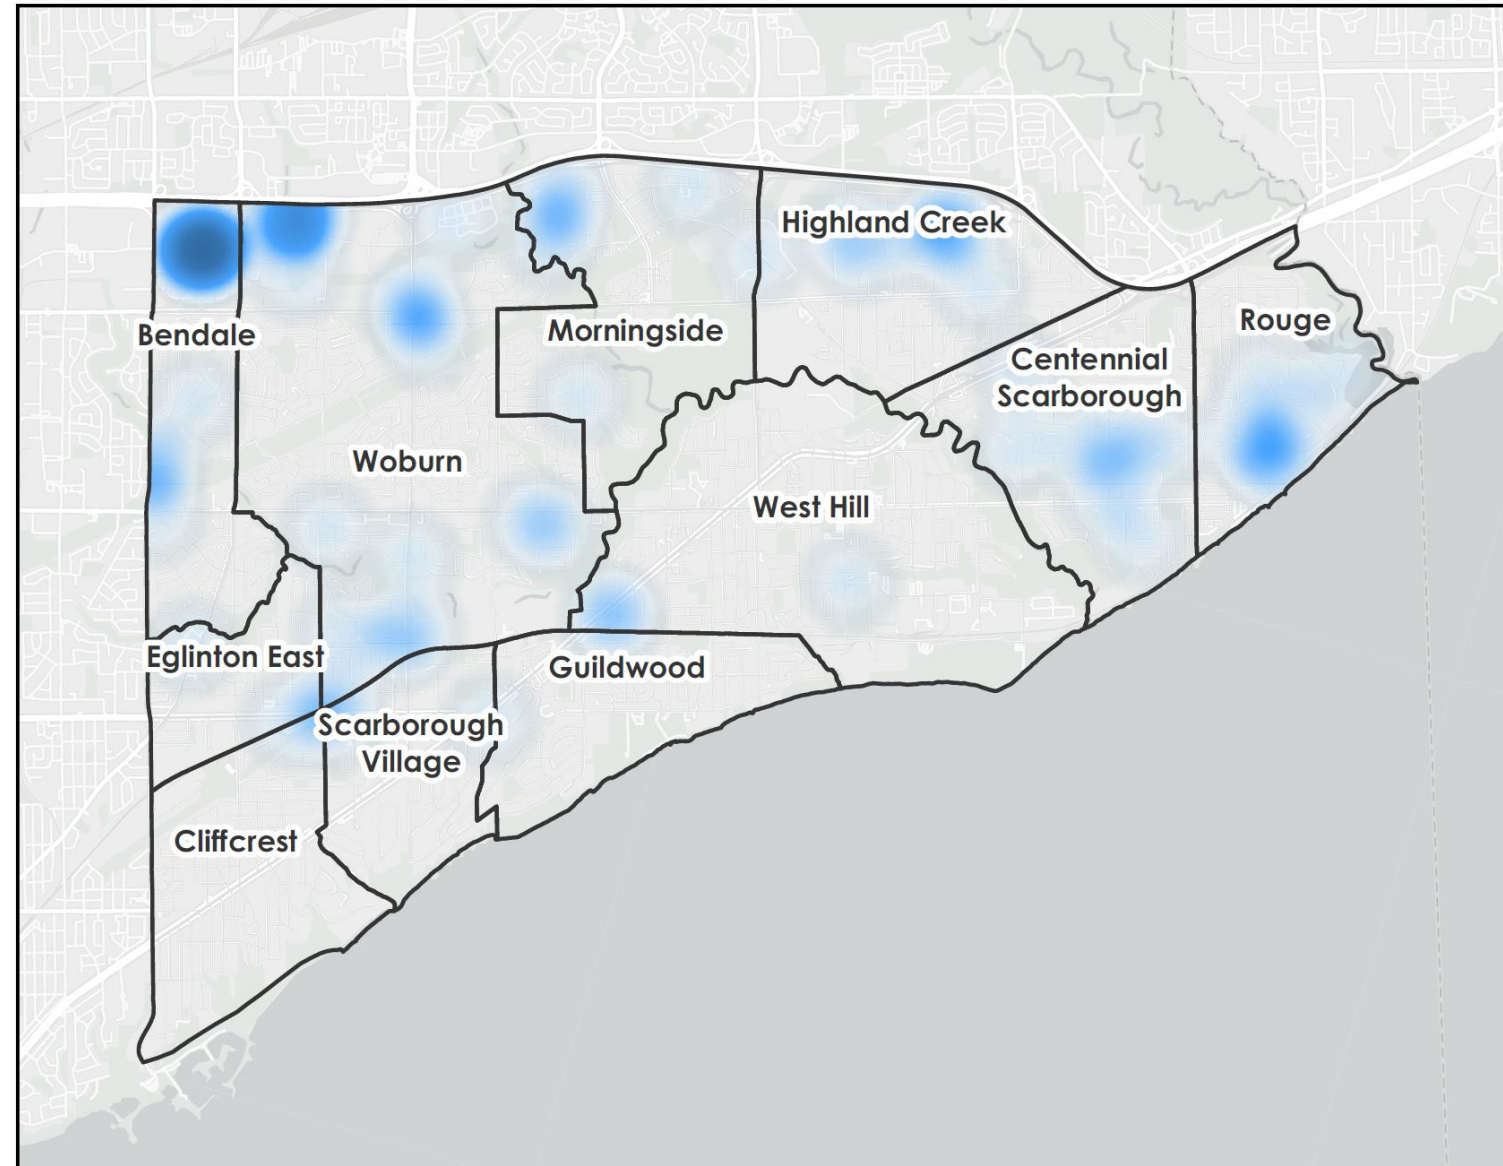 Highland Creek
Rouge
Bendale
Morningside
Centennial
Scarborough
Woburn
West Hill
Eglinton East
Guildwood
Scarborough
Village
Cliffcrest